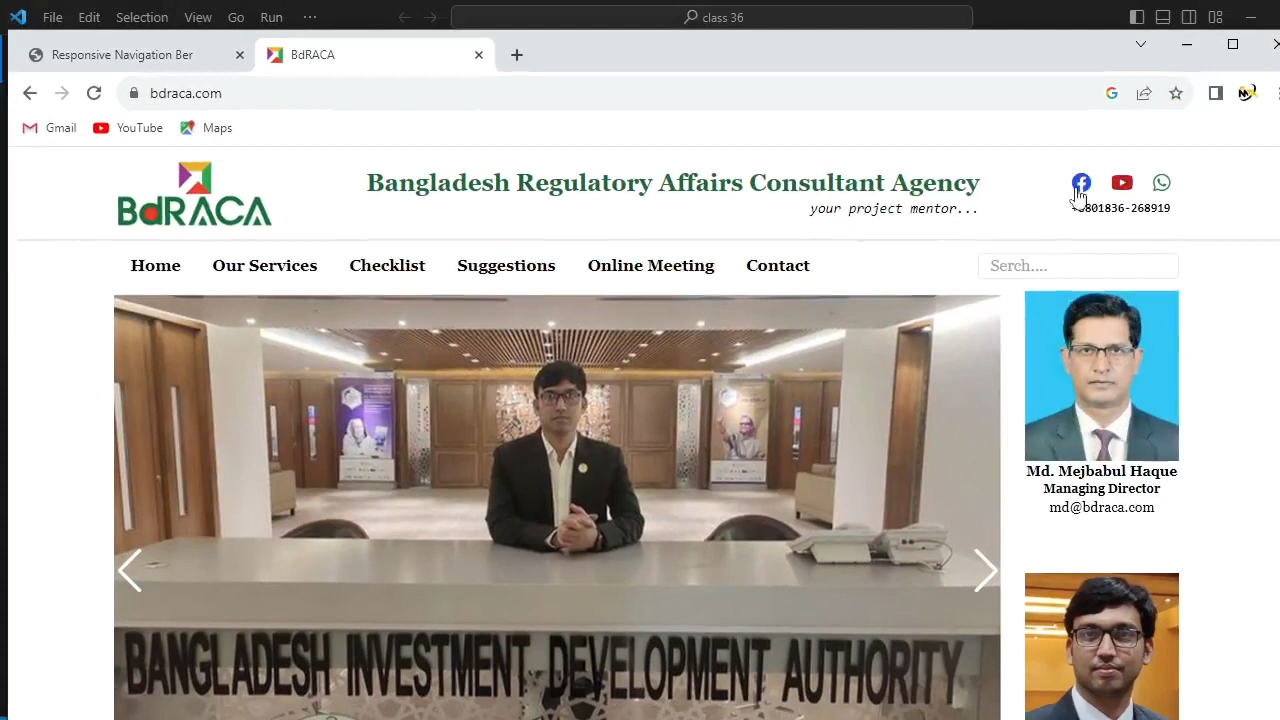 File Edit Selection View Go Run ... class 36
Responsive Navigation Ber BdRACA
bdraca.com
Gmail YouTube Maps
BdRACA
Bangladesh Regulatory Affairs Consultant Agency
your project mentor...
801836-268919
Home Our Services Checklist Suggestions Online Meeting Contact Serch....
Md. Mejbabul Haque
Managing Director
md@bdraca.com
BANGLADESH INVESTMENT DEVELOPMENT AUTHORITY